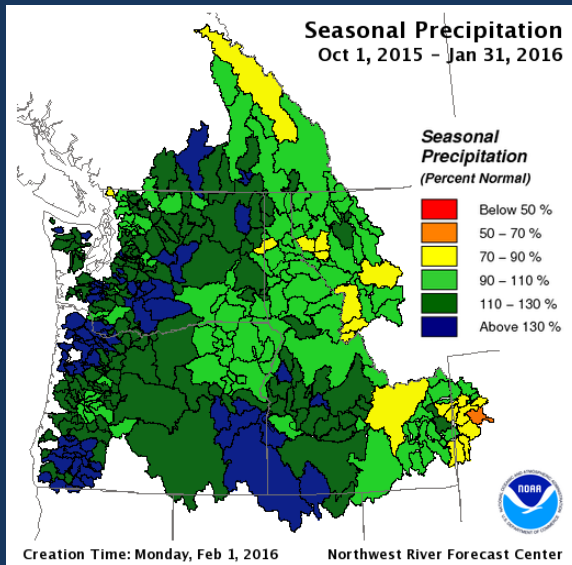 Seasonal Precipitation
Oct 1, 2015 – Jan 31, 2016
Seasonal
Precipitation
(Percent Normal)
Below 50 %
50 – 70 %
70 – 90 %
90 – 110 %
110 – 130 %
Above 130 %
NOAA
Creation Time: Monday, Feb 1, 2016
Northwest River Forecast Center